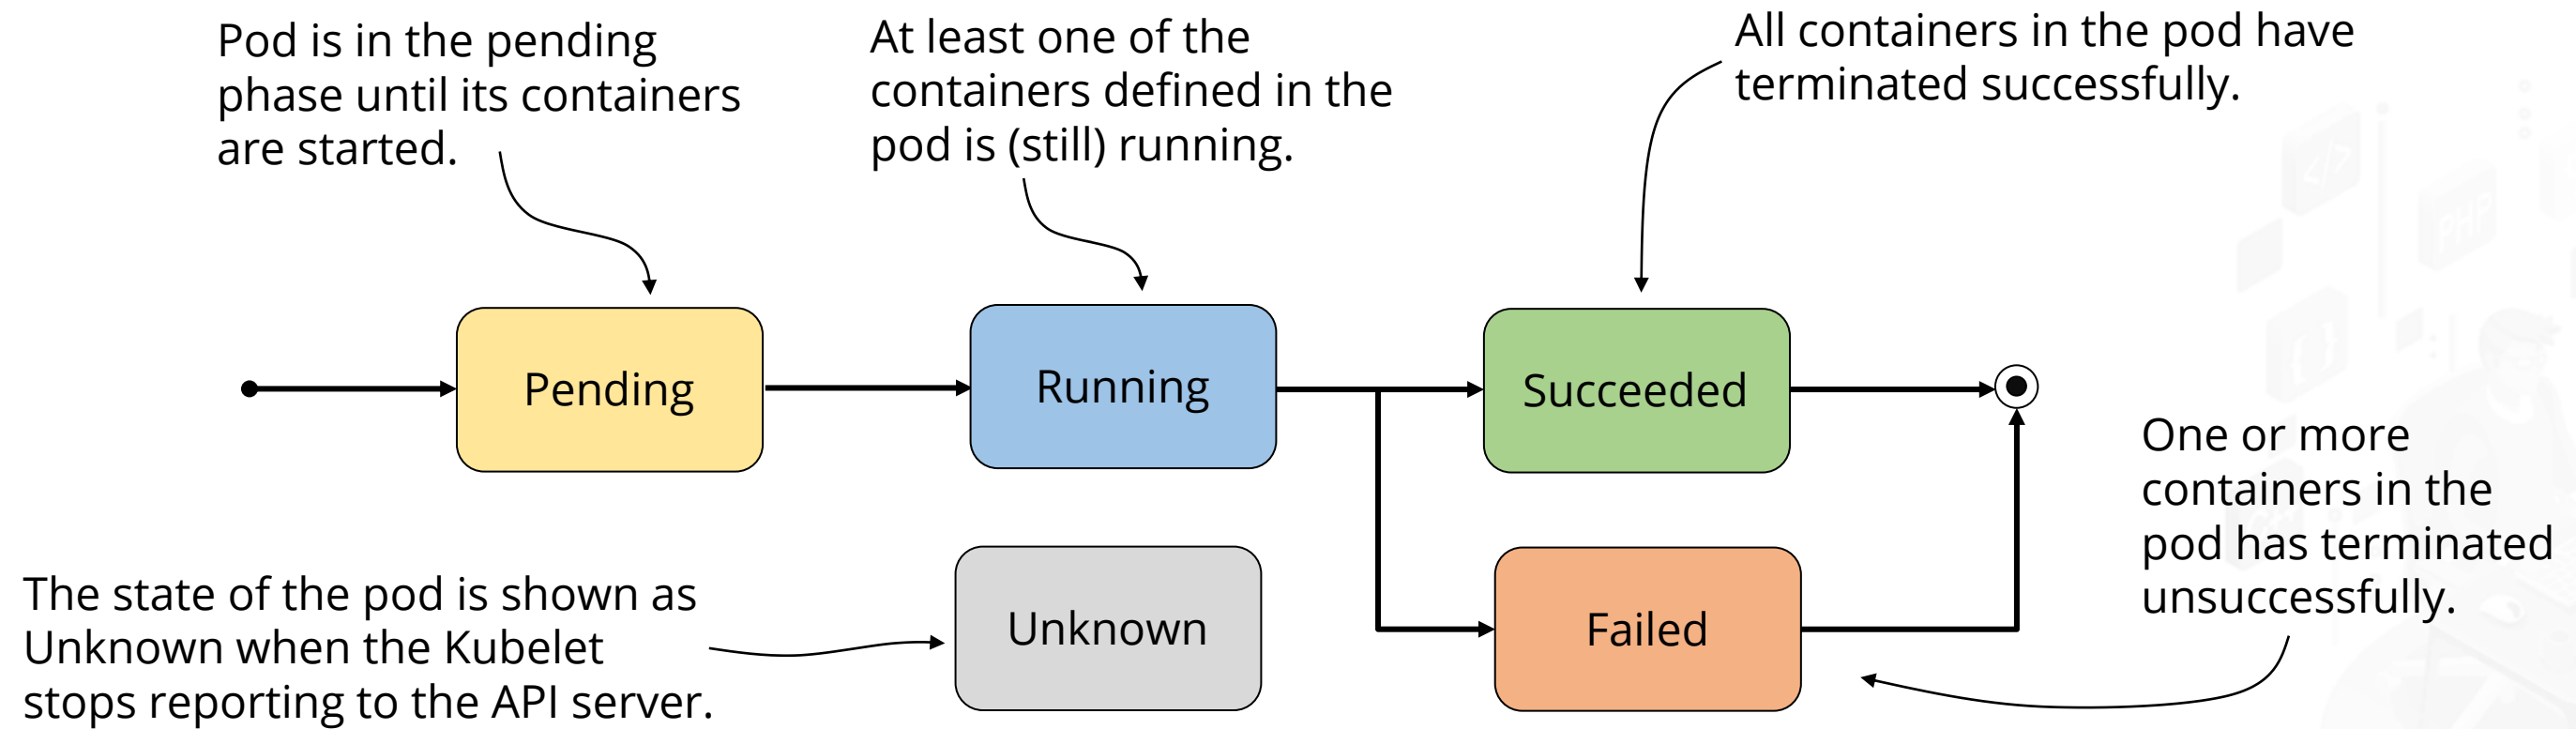 Pod is in the pending
phase until its containers
are started.
At least one of the
containers defined in the
pod is (still) running.
All containers in the pod have
terminated successfully.
Pending
Running
Succeeded
One or more
containers in the
pod has terminated
unsuccessfully.
The state of the pod is shown as
Unknown when the Kubelet
stops reporting to the API server.
Unknown
Failed